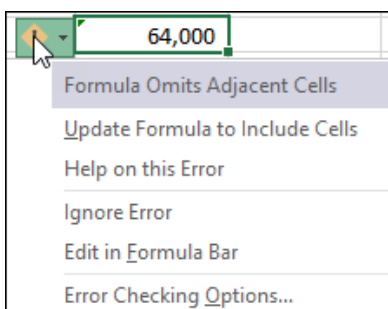 64,000
Formula Omits Adjacent Cells
Update Formula to Include Cells
Help on this Error
Ignore Error
Edit in Formula Bar
Error Checking Options...